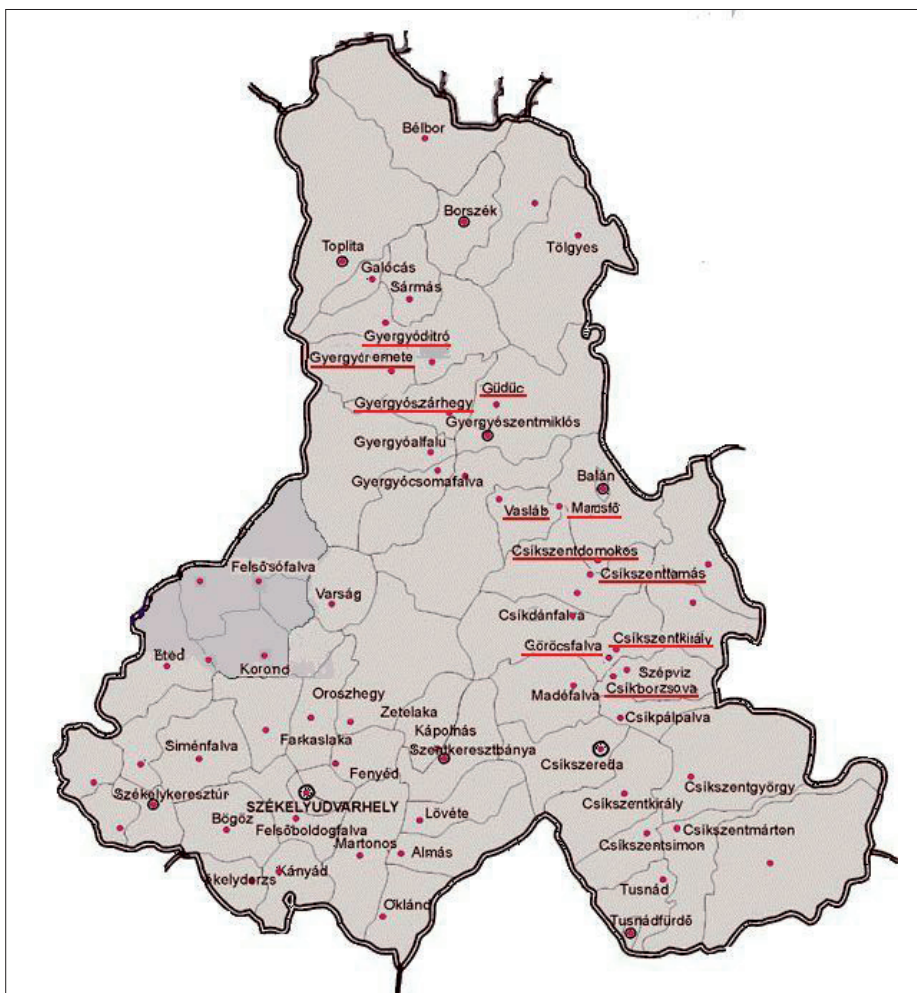 Bélbor
Borszék
Tölgyes
Toplita
Galócás
Sármás
Gyergyóditró
Gyergyóremete
Güdüc
Gyergyószárhegy
Gyergyószentmiklós
Gyergyóalfalu
Gyergyócsomafalva
Balán
Vasláb
Marosfő
Csíkszentdomokos
Csíkszenttamás
Felsősófalva
Varság
Csíkdánfalva
Göröcsfalva
Csíkszentkirály
Etéd
Korond
Szépvíz
Madéfalva
Csíkborzsova
Csíkpálpalva
Oroszhegy
Zetelaka
Farkaslaka
Kápolnás
Szentkeresztbánya
Siménfalva
Fenyéd
Csíkszereda
Csíkszentgyörgy
Székelykeresztúr
SZÉKELYUDVARHELY
Csíkszentkirály
Bögöz
Felsőboldogfalva
Lövéte
Csíkszentmárton
Csíkszentsimon
Martonos
Almás
Kányád
ékelyderzs
Tusnád
Oklánd
Tusnádfürdő